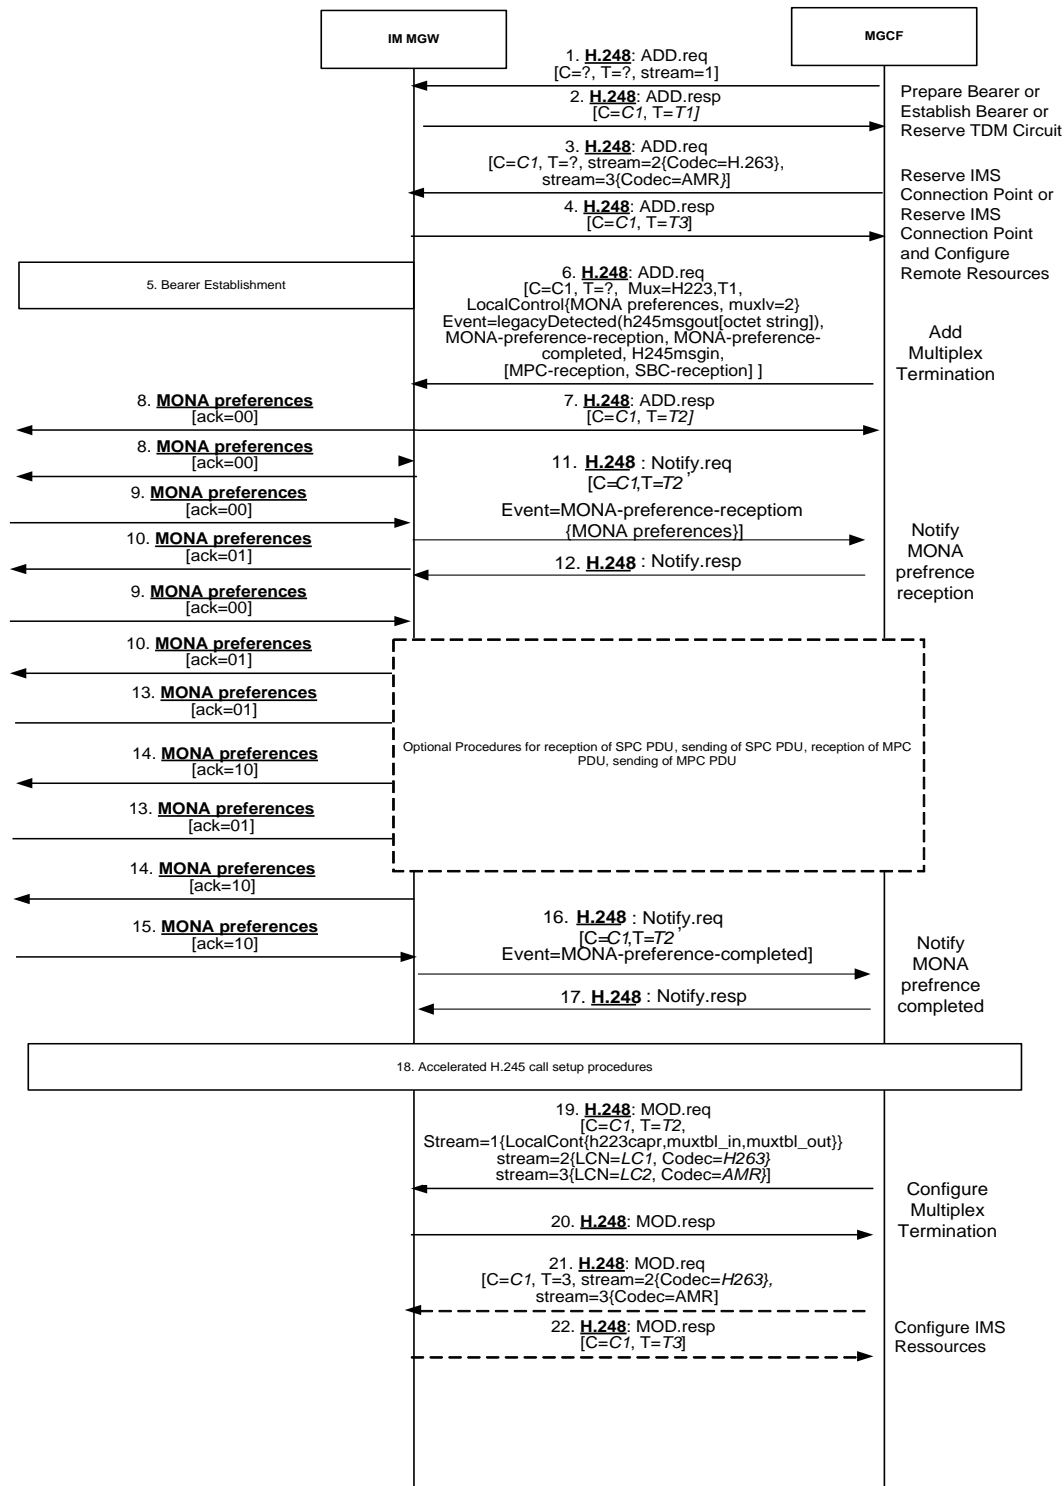 IM MGW
MGCF
1. H.248: ADD.req
[C=?, T=?, stream=1]
2. H.248: ADD.resp
[C=C1, T=T1]
Prepare Bearer or
Establish Bearer or
Reserve TDM Circuit
3. H.248: ADD.req
[C=C1, T=?, stream=2{Codec=H.263},
stream=3{Codec=AMR}]
4. H.248: ADD.resp
[C=C1, T=T3]
Reserve IMS
Connection Point or
Reserve IMS
Connection Point
and Configure
Remote Resources
5. Bearer Establishment
6. H.248: ADD.req
[C=C1, T=?, Mux=H223,T1,
LocalControl{MONA preferences, muxlv=2}
Event=legacyDetected(h245msgout[octet string]),
MONA-preference-reception, MONA-preference-
completed, H245msgin,
[MPC-reception, SBC-reception] ]
Add
Multiplex
Termination
8. MONA preferences
[ack=00]
7. H.248: ADD.resp
[C=C1, T=T2]
8. MONA preferences
[ack=00]
11. H.248 : Notify.req
[C=C1,T=T2 ,
Event=MONA-preference-receptiom
{MONA preferences}]
9. MONA preferences
[ack=00]
10. MONA preferences
[ack=01]
12. H.248 : Notify.resp
Notify
MONA
prefrence
reception
9. MONA preferences
[ack=00]
10. MONA preferences
[ack=01]
13. MONA preferences
[ack=01]
Optional Procedures for reception of SPC PDU, sending of SPC PDU, reception of MPC
PDU, sending of MPC PDU
14. MONA preferences
[ack=10]
13. MONA preferences
[ack=01]
14. MONA preferences
[ack=10]
15. MONA preferences
[ack=10]
16. H.248 : Notify.req
[C=C1,T=T2 ,
Event=MONA-preference-completed]
17. H.248 : Notify.resp
Notify
MONA
prefrence
completed
18. Accelerated H.245 call setup procedures
19. H.248: MOD.req
[C=C1, T=T2,
Stream=1{LocalCont{h223capr,muxtbl_in,muxtbl_out}}
stream=2{LCN=LC1, Codec=H263}
stream=3{LCN=LC2, Codec=AMR}]
20. H.248: MOD.resp
Configure
Multiplex
Termination
21. H.248: MOD.req
[C=C1, T=3, stream=2{Codec=H263},
stream=3{Codec=AMR]
22. H.248: MOD.resp
[C=C1, T=T3]
Configure IMS
Ressources